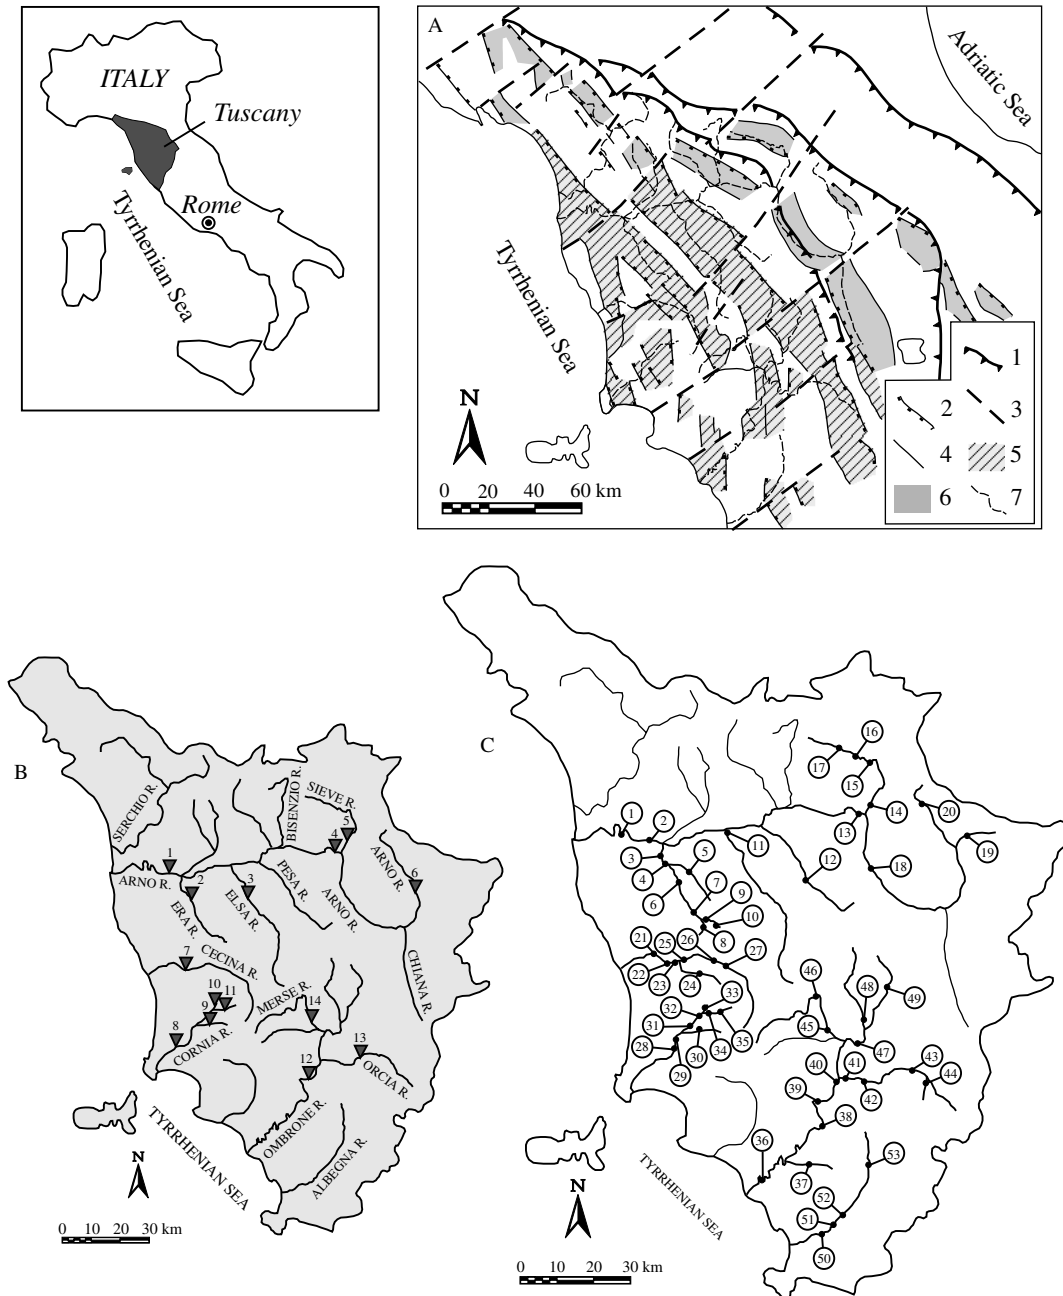 ITALY
Tuscany
Rome
Tyrrhenian Sea
A
Adriatic Sea
Tyrrhenian Sea
N
0 20 40 60 km
1
2 3
4 5
6 7
B
SERCHIO R.
BISENZIO R.
SIEVE R.
5
4
ARNO R.
1
ARNO R.
2
3
6
ERA R.
ELSA R.
PESA R.
ARNO R.
7
CECINA R.
CHIANA R.
10
11
9
MERSE R.
14
8
CORNIA R.
13
12
ORCIA R.
OMBRONE R.
ALBEGNA R.
TYRRHENIAN SEA
N
0 10 20 30 km
C
16
17
15
1
2
14
20
13
3
11
19
4
5
12
18
6
7
9
10
8
21
25
26
27
22
23
24
46
48
49
32
33
31
45
28
30
34
35
47
29
40
41
43
44
39
42
38
36
53
37
52
51
50
TYRRHENIAN SEA
N
0 10 20 30 km